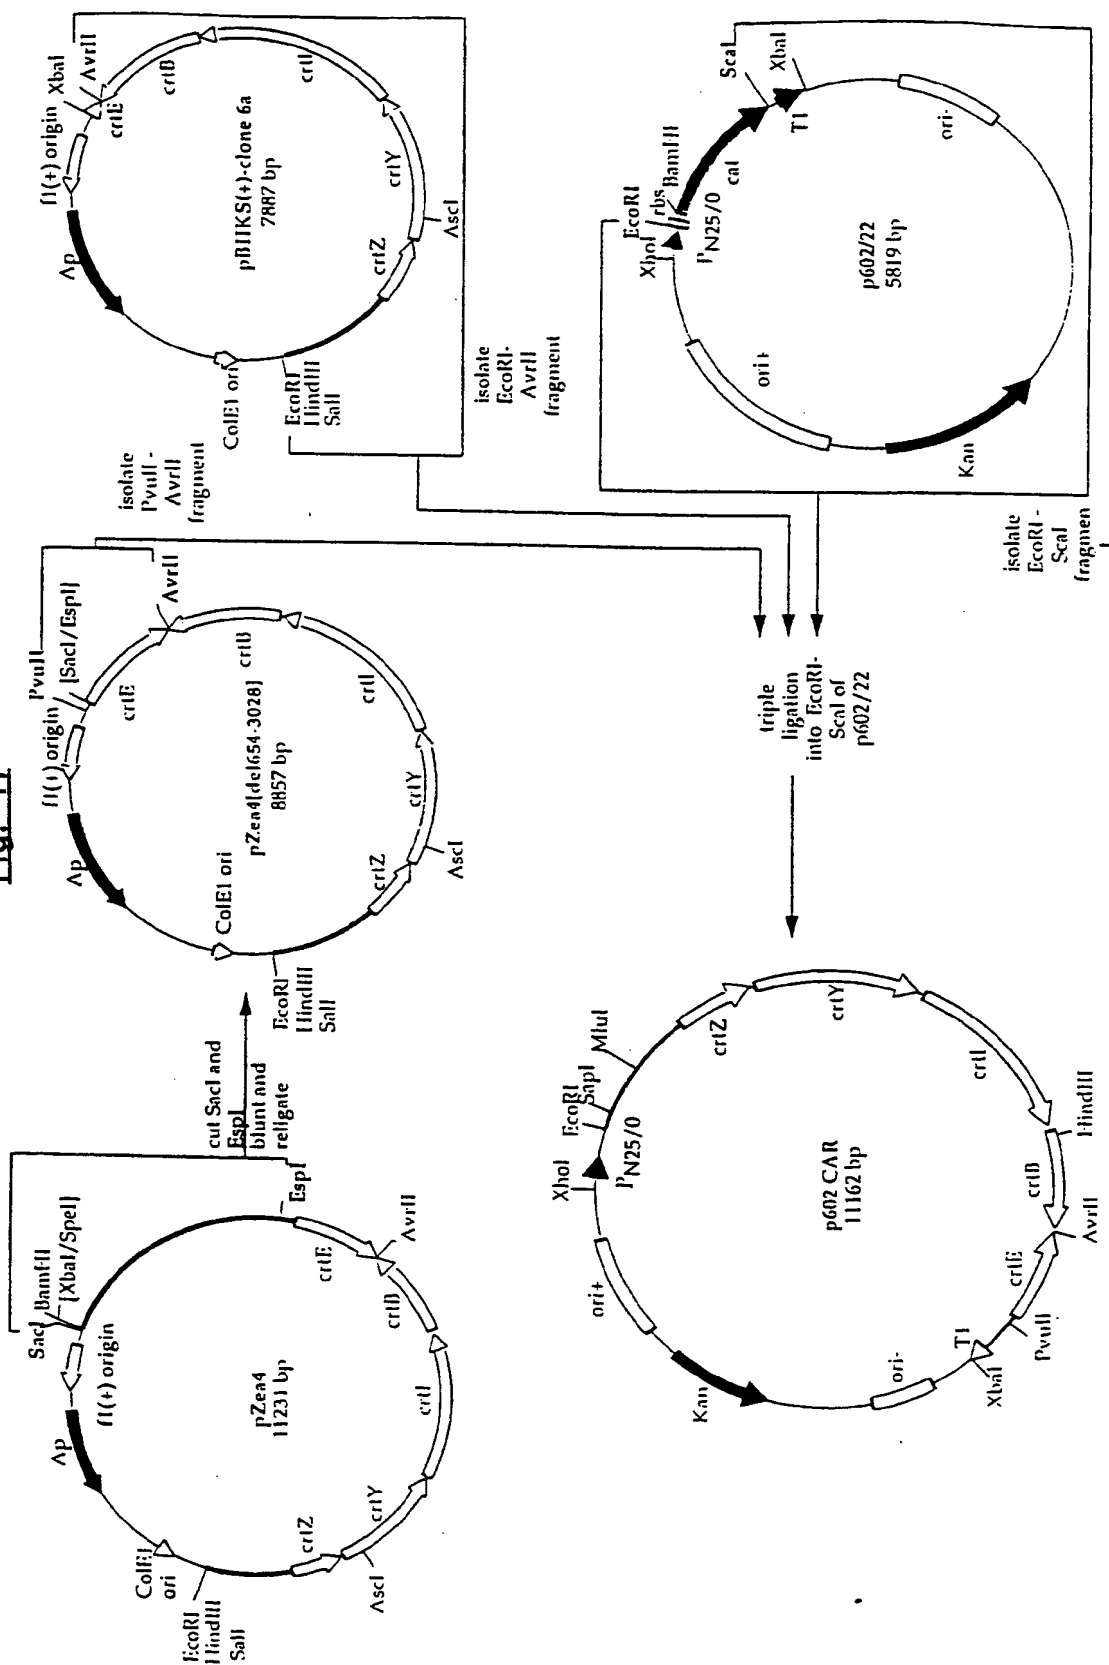 SacI
BamHI
[XbaI/SpeI]
f1(+) origin
Ap
ColE1
ori
EcoRI
HindIII
SalI
pZea4
11231 bp
EspI
crtE
AvrII
crtB
crtI
crtY
AscI
crtZ
cut SacI and
EspI
blunt and
religate
PvuII
[SacI/EspI]
f1(+) origin
Ap
crtE
AvrII
crtB
pZea4[del654-3028]
8857 bp
crtI
crtY
AscI
crtZ
ColE1 ori
EcoRI
HindIII
SalI
isolate
PvuII -
AvrII
fragment
XbaI
AvrII
f1(+) origin
Ap
crtE
crtB
pBIIKS(+)-clone 6a
7887 bp
crtI
crtY
AscI
crtZ
ColE1 ori
EcoRI
HindIII
SalI
isolate
EcoRI-
AvrII
fragment
XhoI
EcoRI
rbs
BamHI
PN25/0
cat
ScaI
XbaI
T1
p602/22
5819 bp
ori-
ori+
Kan
isolate
EcoRI -
ScaI
fragmen
triple
ligation
into EcoRI-
ScaI of
p602/22
XhoI
EcoRI
SapI
MluI
PN25/0
crtZ
crtY
p602 CAR
11162 bp
crtI
HindIII
crtB
AvrII
crtE
PvuII
T1
XbaI
ori-
Kan
ori+